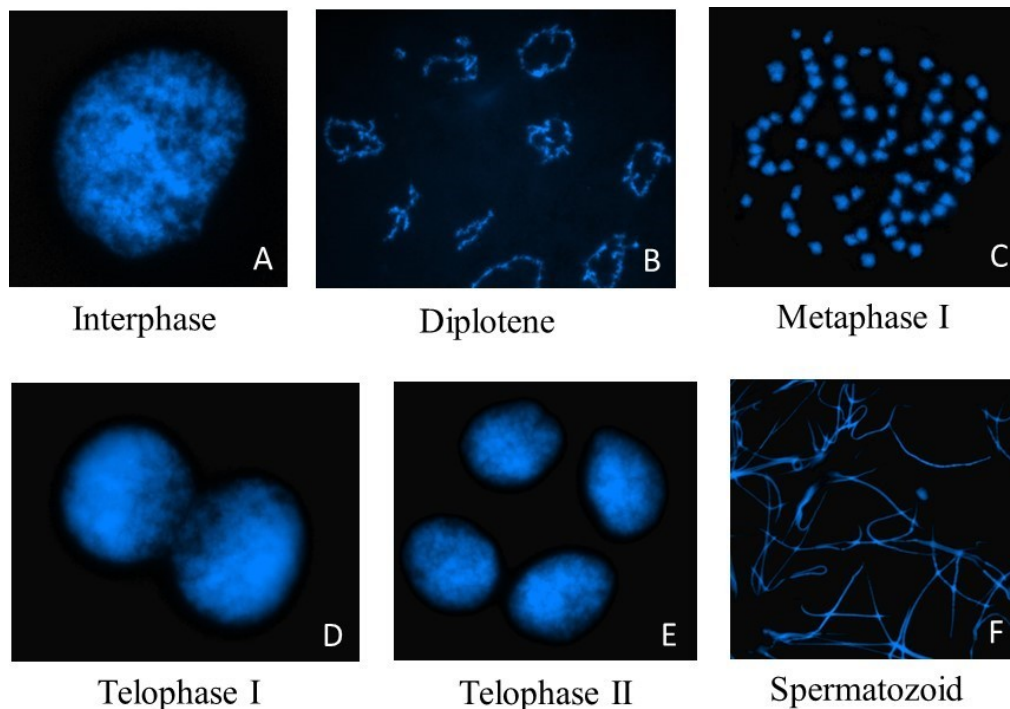 A
B
C
Interphase
Diplotene
Metaphase I
D
E
F
Telophase I
Telophase II
Spermatozoid